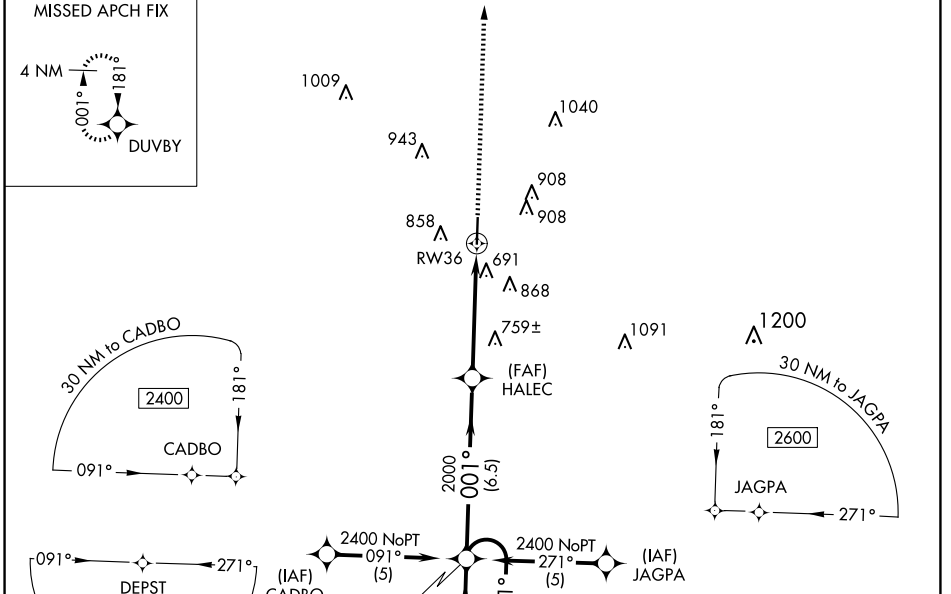 MISSED APCH FIX
4 NM
001°
181°
DUVBY
1009
1040
943
908
908
858
RW36
691
868
759±
1091
1200
(FAF)
HALEC
30 NM to CADBO
2400
181°
CADBO
091°
30 NM to JAGPA
181°
2600
JAGPA
271°
2000
001°
(6.5)
2400 NoPT
091°
(5)
2400 NoPT
271°
(5)
(IAF)
JAGPA
091°
271°
DEPST
(IAF)
CADBO